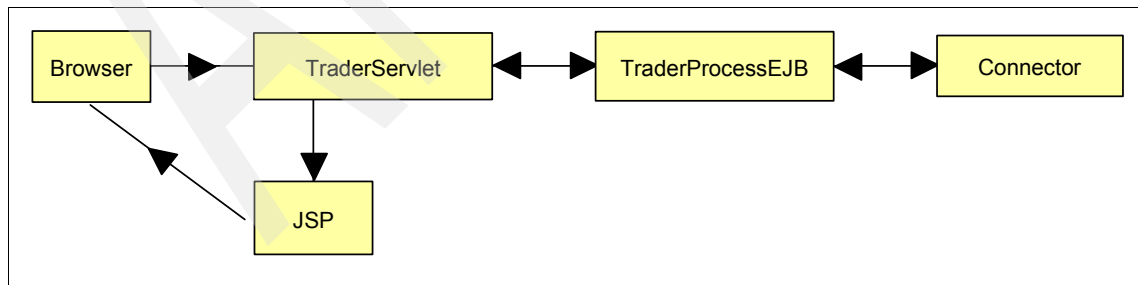 Browser
TraderServlet
TraderProcessEJB
Connector
JSP